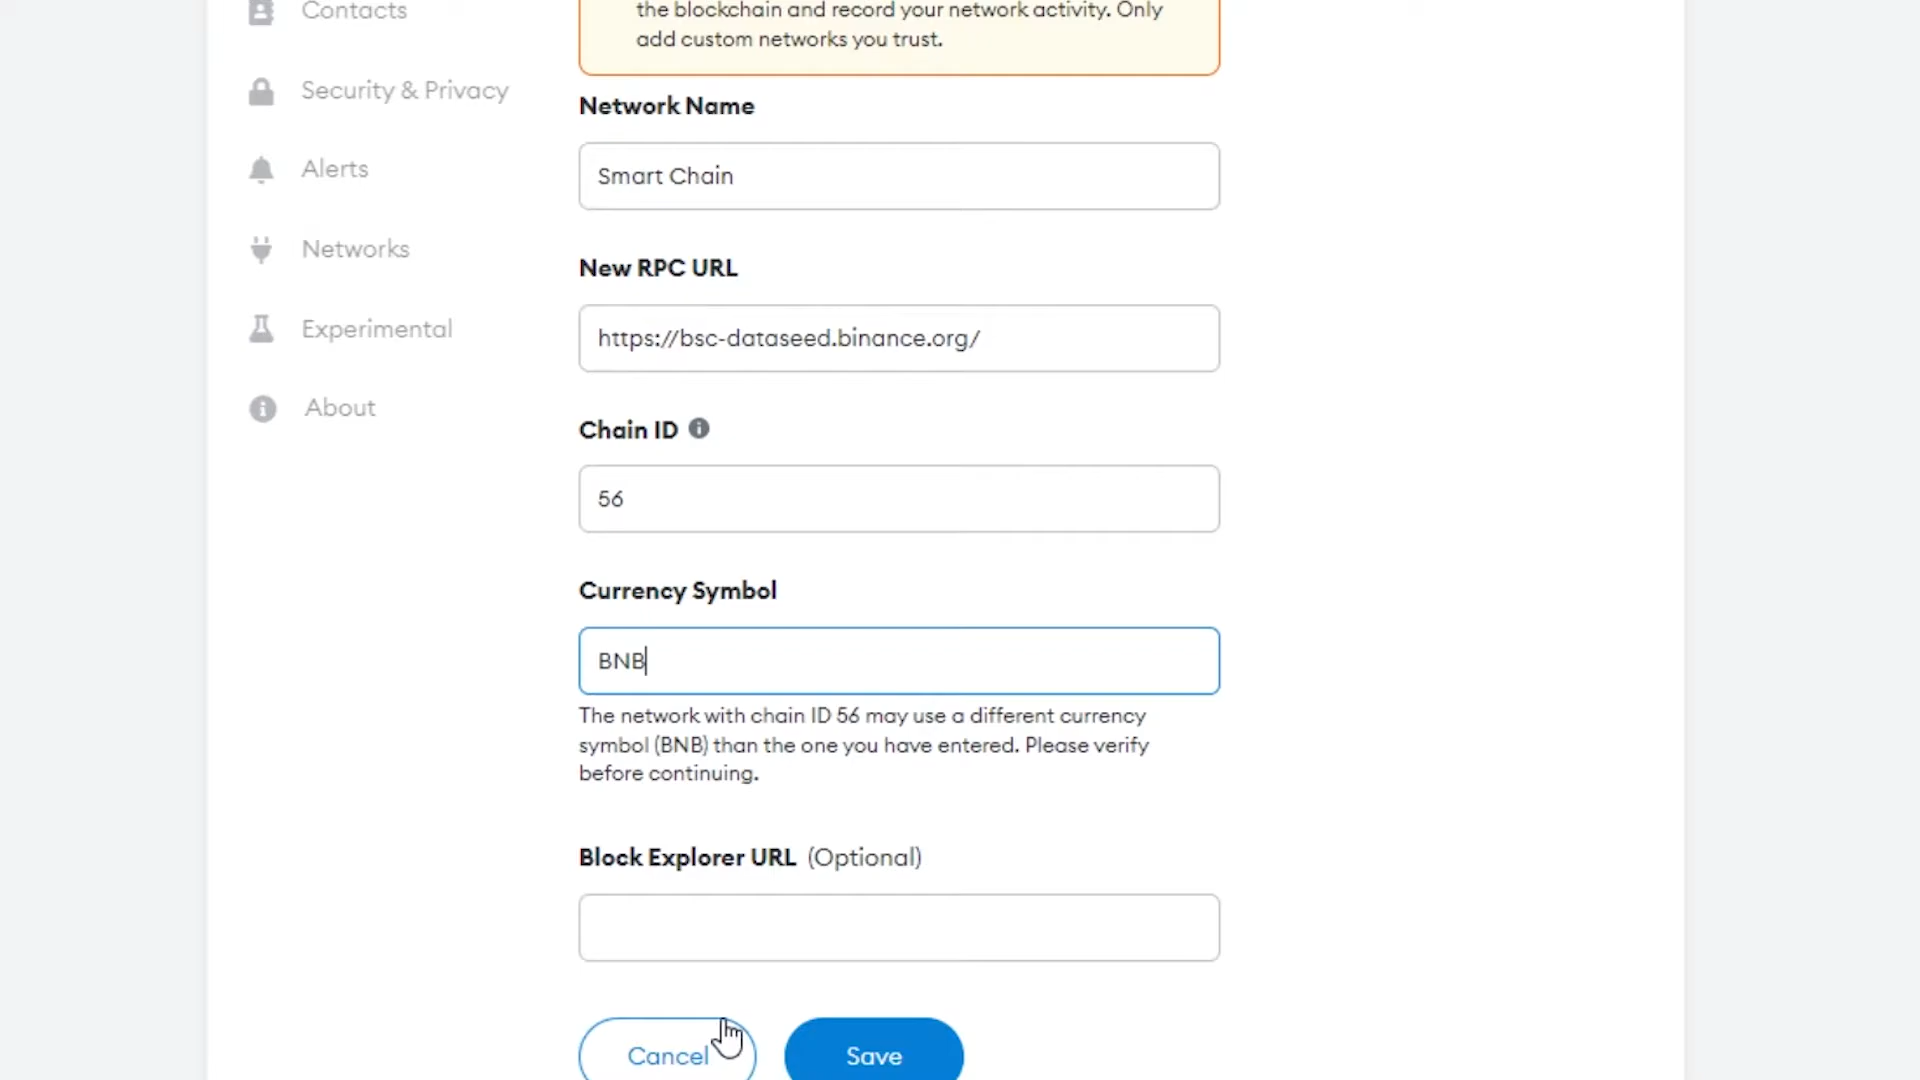 Contacts
Security & Privacy
Alerts
Networks
Experimental
About
the blockchain and record your network activity. Only
add custom networks you trust.
Network Name
Smart Chain
New RPC URL
https://bsc-dataseed.binance.org/
Chain ID
56
Currency Symbol
BNB
The network with chain ID 56 may use a different currency
symbol (BNB) than the one you have entered. Please verify
before continuing.
Block Explorer URL (Optional)
Cancel
Save